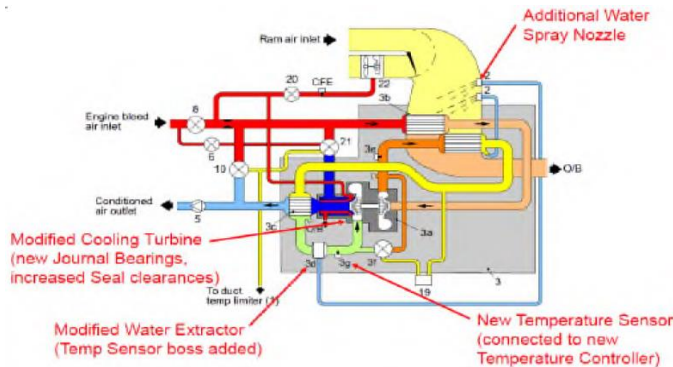 Additional Water
Spray Nozzle
Ram air inlet
20
CFE
22
2
2
3b
Engine bleed
air inlet
8
6
21
3e
10
O/B
Conditioned
air outlet
5
3c
3a
Modified Cooling Turbine
(new Journal Bearings,
increased Seal clearances)
3d
3g
3f
19
3
To duct
temp limiter (1)
Modified Water Extractor
(Temp Sensor boss added)
New Temperature Sensor
(connected to new
Temperature Controller)